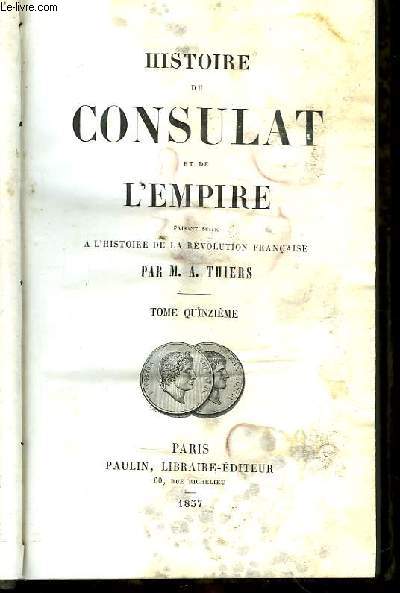 HISTOIRE
DU
CONSULAT
ET DE
L'EMPIRE
FAISANT SUITE
A L'HISTOIRE DE LA RÉVOLUTION FRANÇAISE
PAR M. A. THIERS
TOME QUINZIÈME
PARIS
PAULIN, LIBRAIRE-ÉDITEUR
60, RUE RICHELIEU
1857
le-livre.com